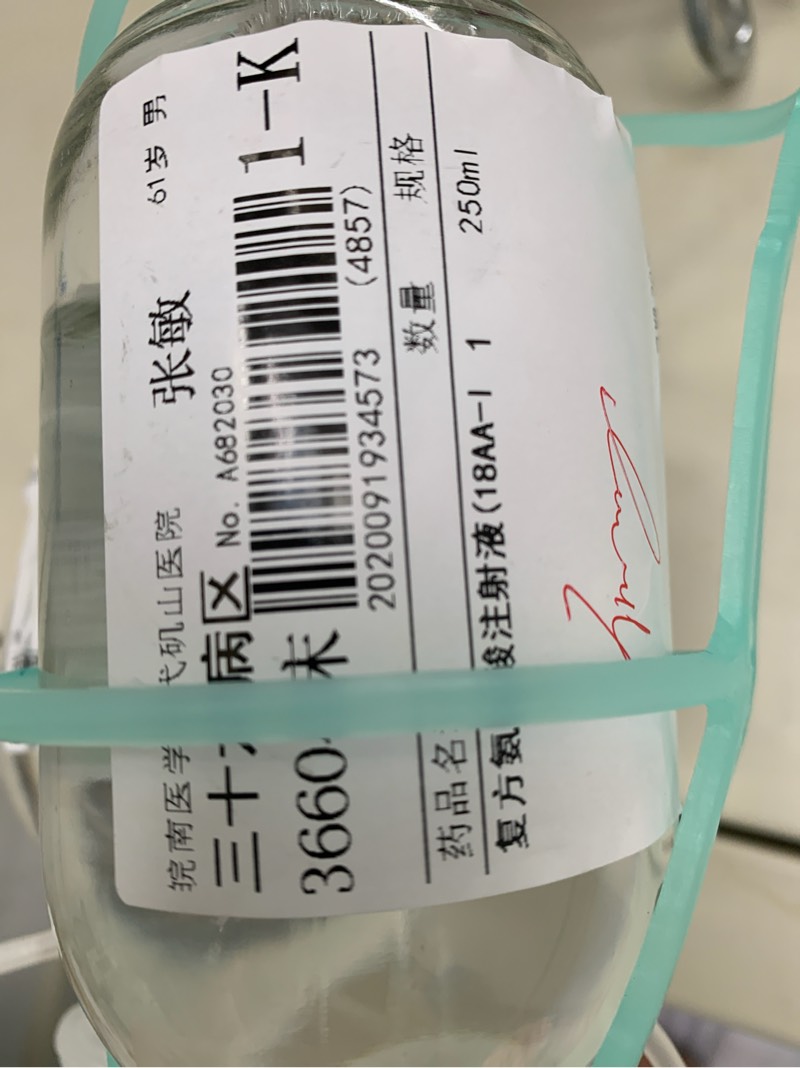 皖南医学 弋矶山医院 张敏 61岁 男
三十 病区 No. A682030 1-K
3660 床
2020091934573 (4857)
药品名 数量 规格
复方氨 酸注射液(18AA-I 1 250ml